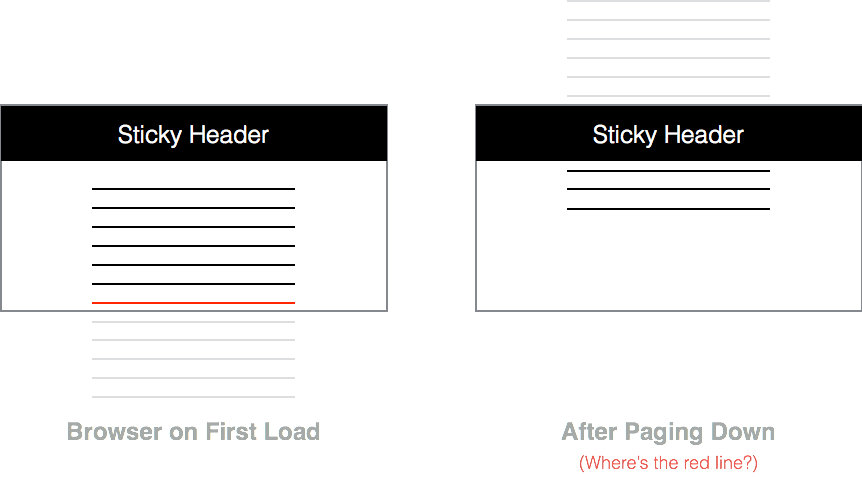 Sticky Header
Sticky Header
Browser on First Load
After Paging Down
(Where's the red line?)